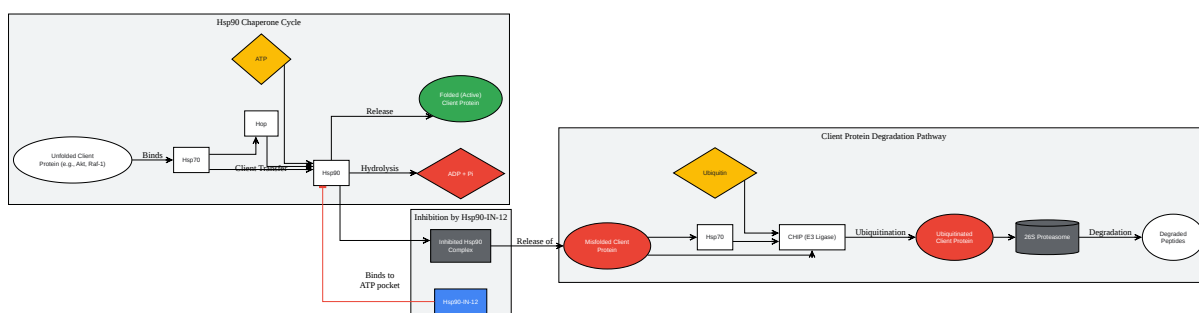 Hsp90 Chaperone Cycle
ATP
Folded (Active)
Client Protein
Release
Hop
Unfolded Client
Protein (e.g., Akt, Raf-1)
Binds
Hsp70
Client Transfer
Hsp90
Hydrolysis
ADP + Pi
Inhibition by Hsp90-IN-12
Inhibited Hsp90
Complex
Release of
Binds to
ATP pocket
Hsp90-IN-12
Client Protein Degradation Pathway
Ubiquitin
Misfolded Client
Protein
Hsp70
CHIP (E3 Ligase)
Ubiquitination
Ubiquitinated
Client Protein
26S Proteasome
Degradation
Degraded
Peptides